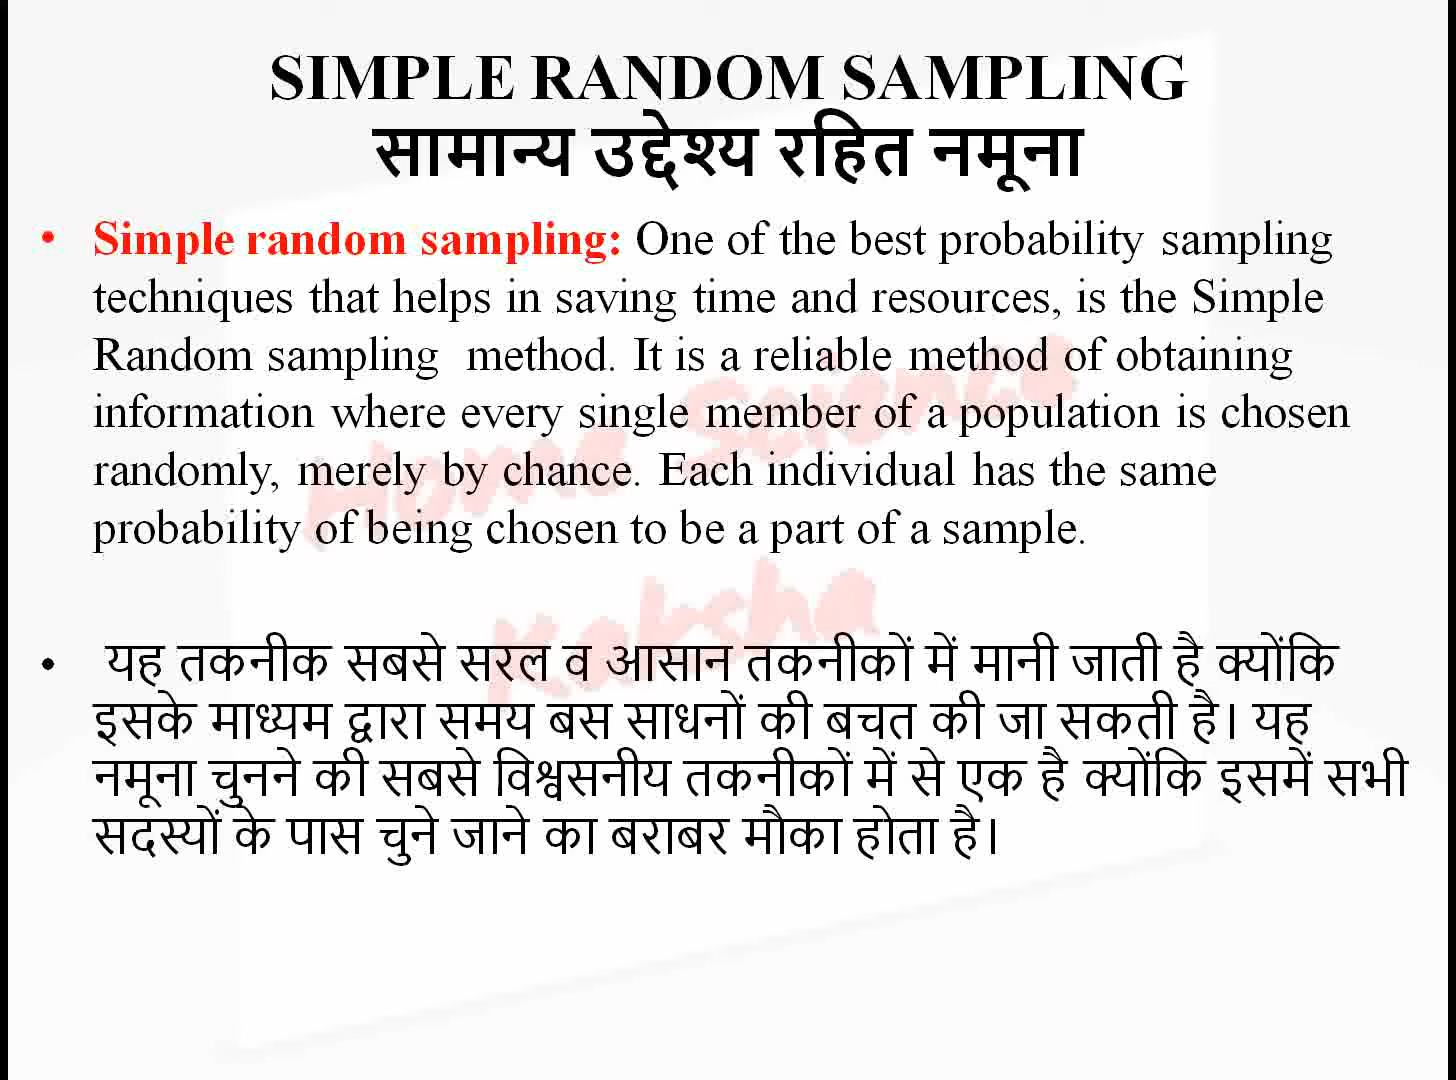 SIMPLE RANDOM SAMPLING
सामान्य उद्देश्य रहित नमूना
• Simple random sampling: One of the best probability sampling
techniques that helps in saving time and resources, is the Simple
Random sampling method. It is a reliable method of obtaining
information where every single member of a population is chosen
randomly, merely by chance. Each individual has the same
probability of being chosen to be a part of a sample.
• यह तकनीक सबसे सरल व आसान तकनीकों में मानी जाती है क्योंकि
इसके माध्यम द्वारा समय बस साधनों की बचत की जा सकती है। यह
नमूना चुनने की सबसे विश्वसनीय तकनीकों में से एक है क्योंकि इसमें सभी
सदस्यों के पास चुने जाने का बराबर मौका होता है।
Home Science
Kaksha